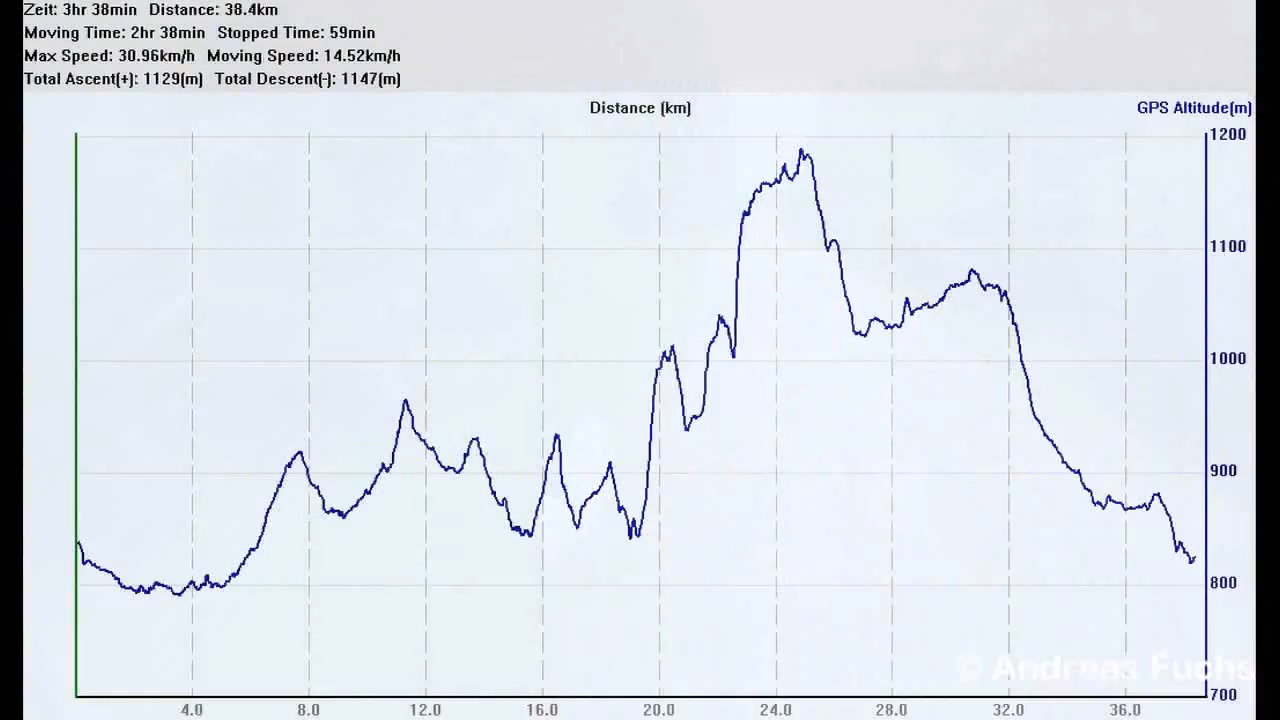 Zeit: 3hr 38min Distance: 38.4km
Moving Time: 2hr 38min Stopped Time: 59min
Max Speed: 30.96km/h Moving Speed: 14.52km/h
Total Ascent(+): 1129(m) Total Descent(-): 1147(m)
Distance (km) GPS Altitude(m)
1200
1100
1000
900
800
© Andreas Fuchs
700
4.0 8.0 12.0 16.0 20.0 24.0 28.0 32.0 36.0